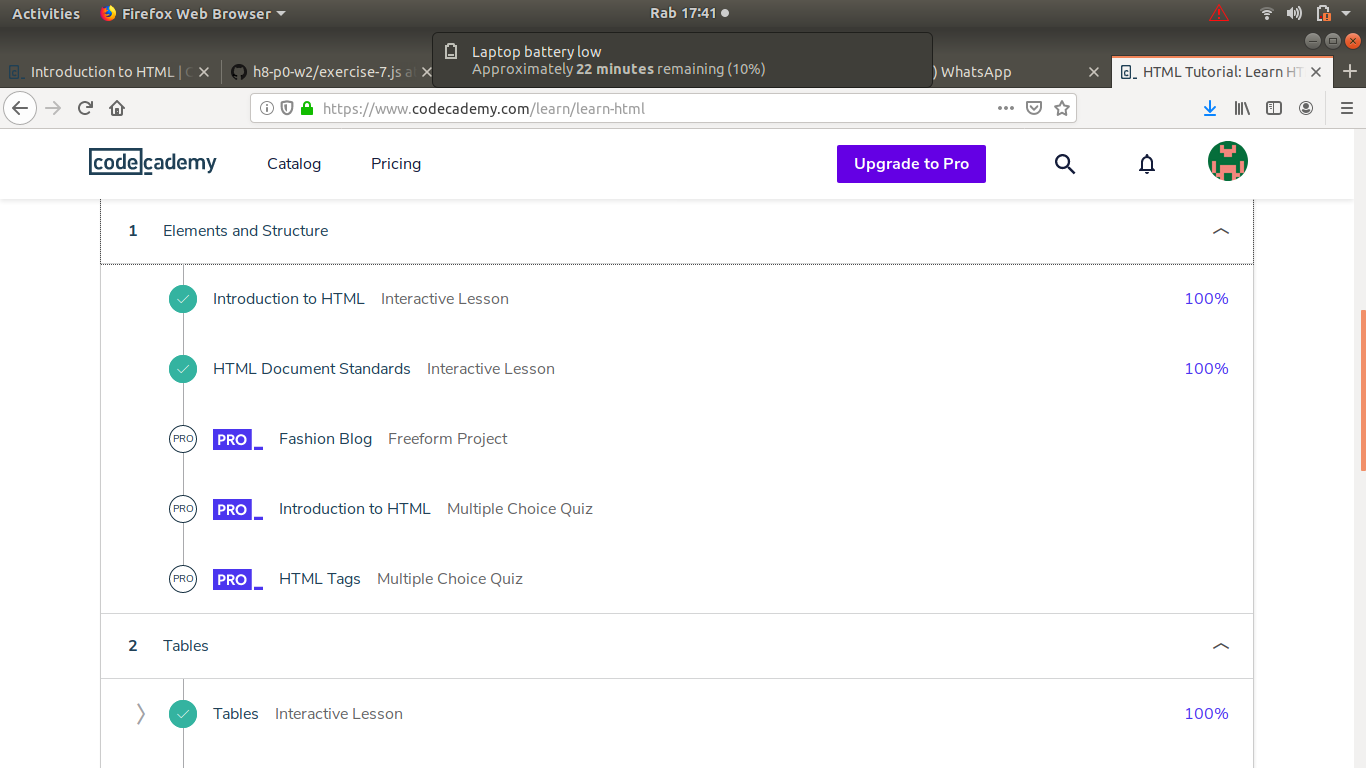 Activities Firefox Web Browser Rab 17:41
Laptop battery low
Approximately 22 minutes remaining (10%)
Introduction to HTML | h8-p0-w2/exercise-7.js ) WhatsApp HTML Tutorial: Learn HT
https://www.codecademy.com/learn/learn-html
codecademy Catalog Pricing Upgrade to Pro
1 Elements and Structure
Introduction to HTML Interactive Lesson 100%
HTML Document Standards Interactive Lesson 100%
PRO PRO_ Fashion Blog Freeform Project
PRO PRO_ Introduction to HTML Multiple Choice Quiz
PRO PRO_ HTML Tags Multiple Choice Quiz
2 Tables
Tables Interactive Lesson 100%